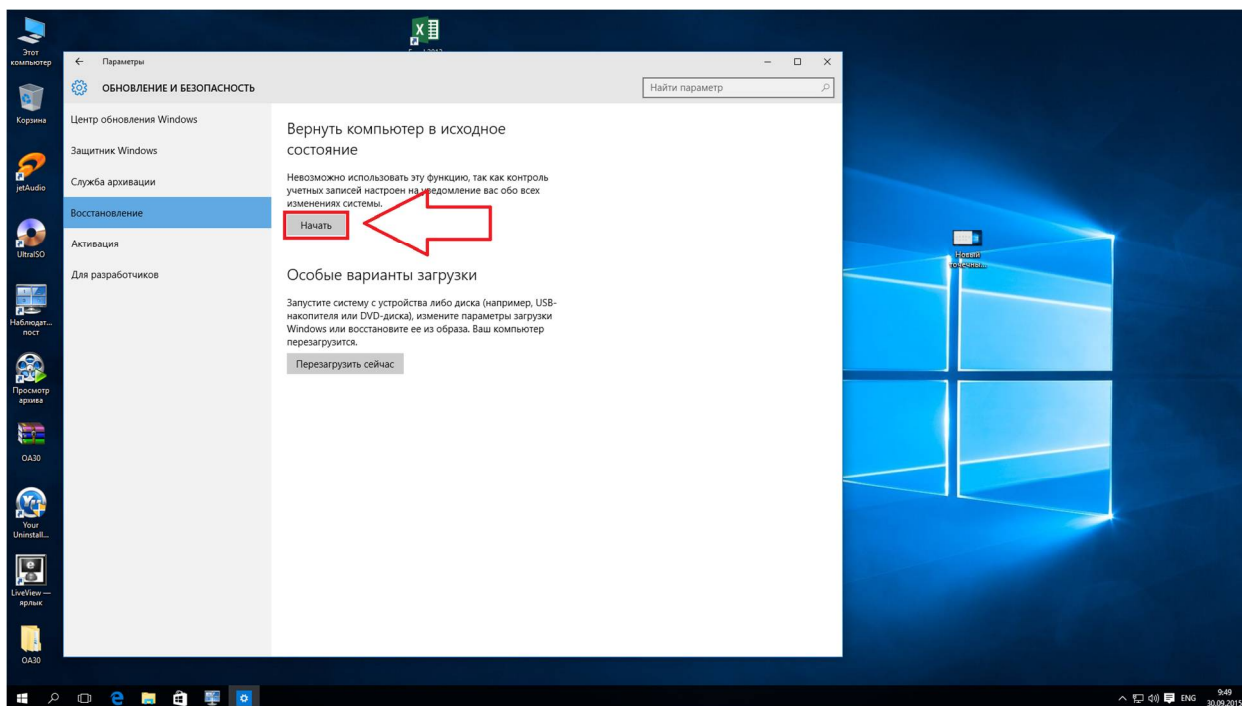 Этот
компьютер
Корзина
jetAudio
UltraISO
Наблюдат...
пост
Просмотр
архива
OA30
Your
Uninstall...
LiveView —
ярлык
OA30
Параметры
ОБНОВЛЕНИЕ И БЕЗОПАСНОСТЬ
Найти параметр
Центр обновления Windows
Защитник Windows
Служба архивации
Восстановление
Активация
Для разработчиков
Вернуть компьютер в исходное
состояние
Невозможно использовать эту функцию, так как контроль
учетных записей настроен на уведомление вас обо всех
изменениях системы.
Начать
Особые варианты загрузки
Запустите систему с устройства либо диска (например, USB-
накопителя или DVD-диска), измените параметры загрузки
Windows или восстановите ее из образа. Ваш компьютер
перезагрузится.
Перезагрузить сейчас
Новый
точечны...
ENG
9:49
30.09.2015